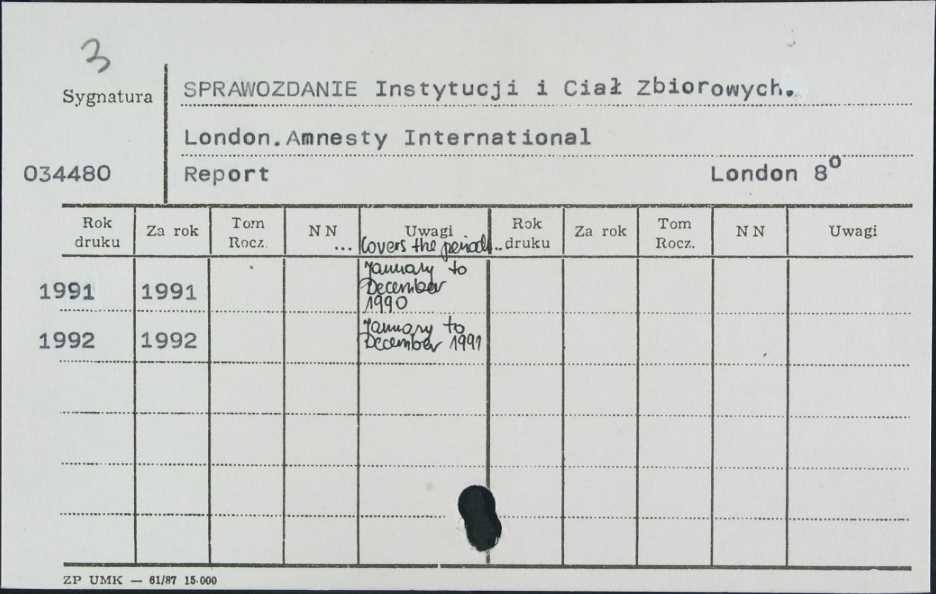 3
Sygnatura
SPRAWOZDANIE Instytucji i Ciał Zbiorowych.
London.Amnesty International
034480
Report London 8⁰
Rok druku Za rok Tom Rocz. N N Uwagi Rok druku Za rok Tom Rocz. N N Uwagi
... Covers the period...
1991 1991 January to December 1990
1992 1992 January to December 1991
ZP UMK — 61/87 15·000